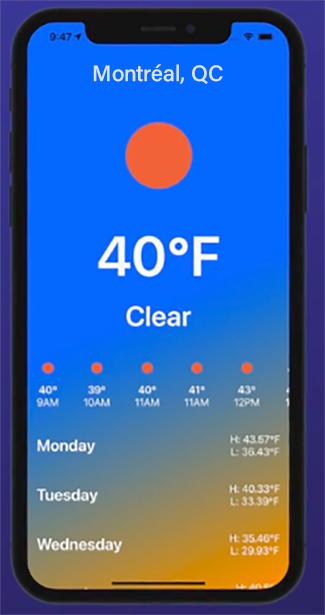 9:47
Montréal, QC
40°F
Clear
40° 39° 40° 41° 43°
9AM 10AM 11AM 11AM 12PM
Monday H: 43.57°F
L: 36.43°F
Tuesday H: 40.33°F
L: 33.39°F
Wednesday H: 35.46°F
L: 29.93°F